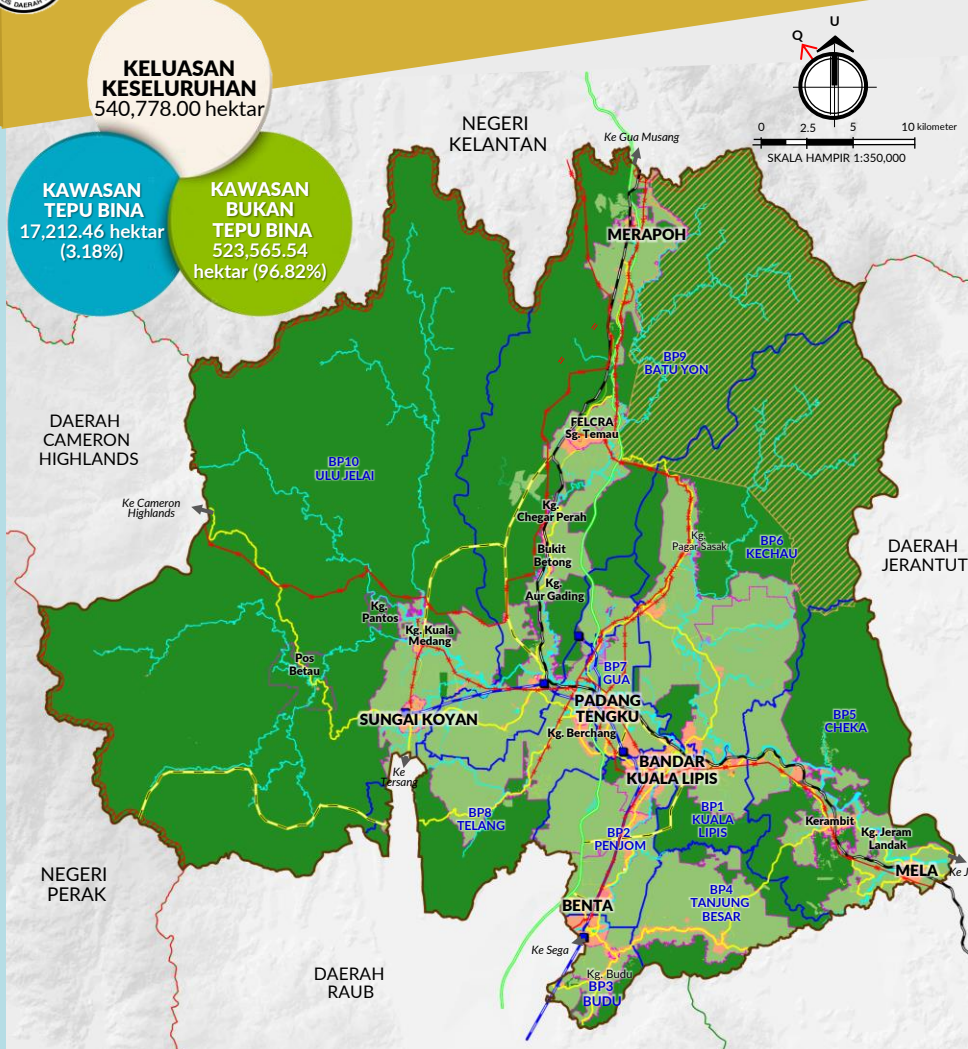 KELUASAN
KESELURUHAN
540,778.00 hektar
KAWASAN
TEPU BINA
17,212.46 hektar
(3.18%)
KAWASAN
BUKAN
TEPU BINA
523,565.54
hektar (96.82%)
U
Q
0 2.5 5 10 kilometer
SKALA HAMPIR 1:350,000
NEGERI
KELANTAN
Ke Gua Musang
MERAPOH
BP9
BATU YON
DAERAH
CAMERON
HIGHLANDS
FELCRA
Sg. Temau
BP10
ULU JELAI
Ke Cameron
Highlands
Kg.
Chegar Perah
Kg.
Pagar Sasak
BP6
KECHAU
DAERAH
JERANTUT
Bukit
Betong
Kg.
Aur Gading
Kg.
Pantos
Kg. Kuala
Medang
Pos
Betau
BP7
GUA
SUNGAI KOYAN
PADANG
TENGKU
Kg. Berchang
BP5
CHEKA
BANDAR
KUALA LIPIS
Ke
Tersang
BP8
TELANG
BP2
PENJOM
BP1
KUALA
LIPIS
Kerambit
Kg. Jeram
Landak
MELA
Ke J
NEGERI
PERAK
BP4
TANJUNG
BESAR
BENTA
Ke Sega
DAERAH
RAUB
Kg. Budu
BP3
BUDU